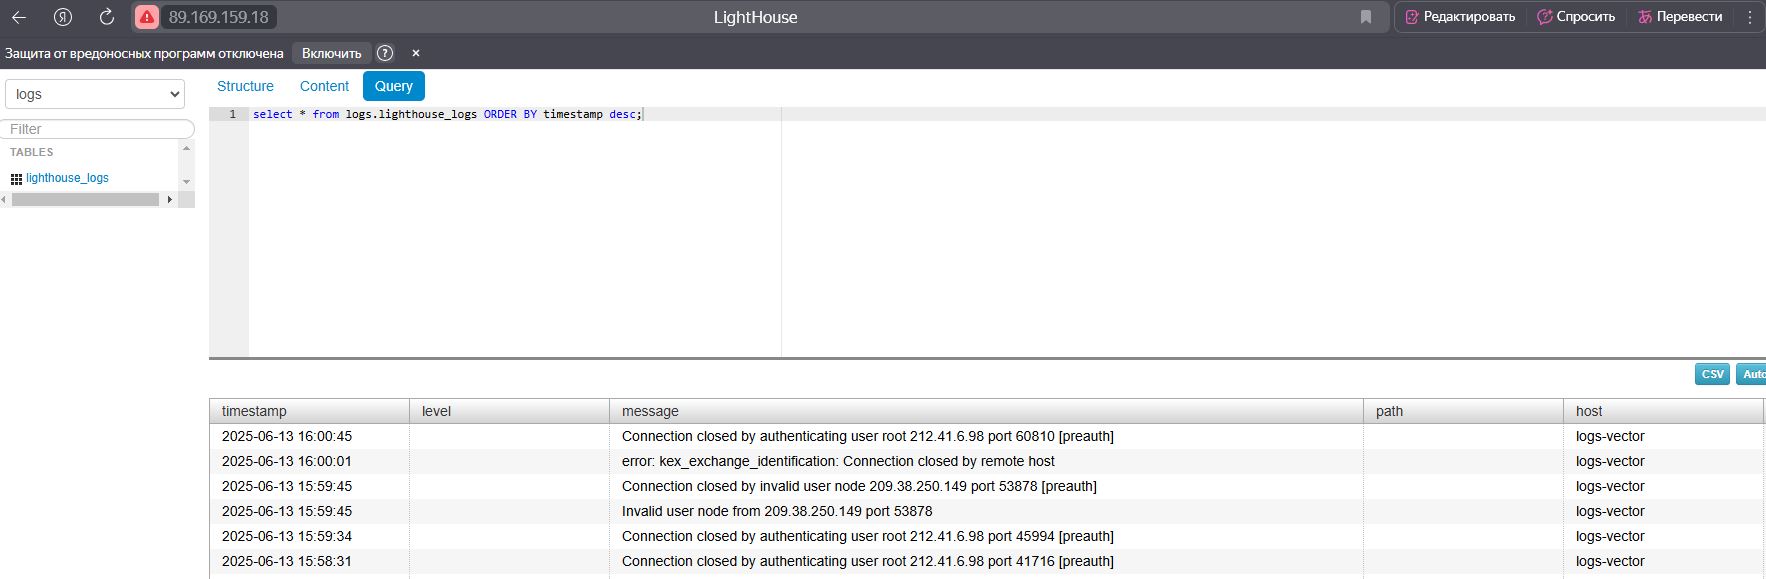 89.169.159.18 LightHouse Редактировать Спросить Перевести
Защита от вредоносных программ отключена Включить ? ×
logs
Structure Content Query
1 select * from logs.lighthouse_logs ORDER BY timestamp desc;
Filter
TABLES
lighthouse_logs
CSV Auto
timestamp level message path host
2025-06-13 16:00:45 Connection closed by authenticating user root 212.41.6.98 port 60810 [preauth] logs-vector
2025-06-13 16:00:01 error: kex_exchange_identification: Connection closed by remote host logs-vector
2025-06-13 15:59:45 Connection closed by invalid user node 209.38.250.149 port 53878 [preauth] logs-vector
2025-06-13 15:59:45 Invalid user node from 209.38.250.149 port 53878 logs-vector
2025-06-13 15:59:34 Connection closed by authenticating user root 212.41.6.98 port 45994 [preauth] logs-vector
2025-06-13 15:58:31 Connection closed by authenticating user root 212.41.6.98 port 41716 [preauth] logs-vector